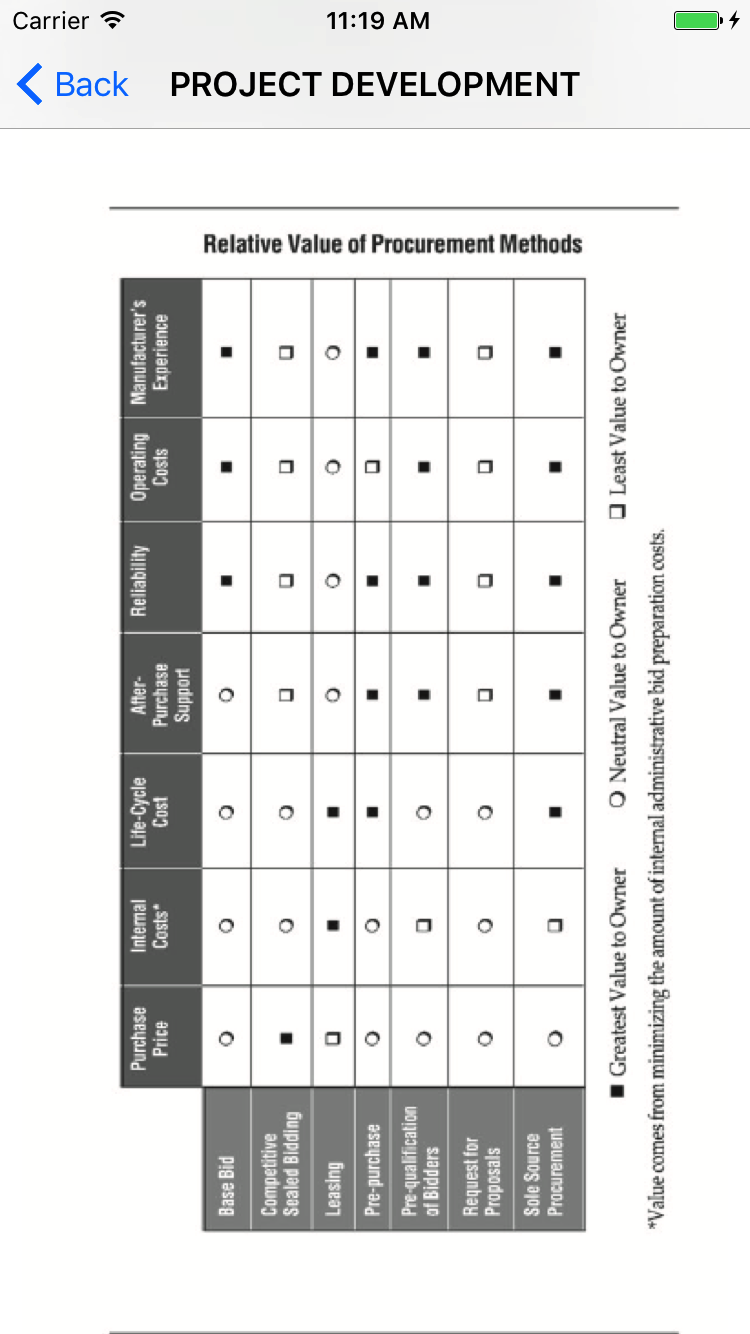 Carrier 11:19 AM
Back PROJECT DEVELOPMENT
Relative Value of Procurement Methods
Purchase
Price
Internal
Costs*
Life-Cycle
Cost
After-
Purchase
Support
Reliability
Operating
Costs
Manufacturer's
Experience
Base Bid ○ ○ ○ ○ ■ ■ ■
Competitive
Sealed Bidding ■ ○ ○ ❑ ❑ ❑ ❑
Leasing ❑ ■ ■ ○ ○ ○ ○
Pre-purchase ○ ○ ■ ■ ■ ❑ ■
Pre-qualification
of Bidders ○ ❑ ○ ■ ■ ■ ■
Request for
Proposals ○ ○ ○ ❑ ❑ ❑ ❑
Sole Source
Procurement ○ ❑ ■ ■ ■ ■ ■
■ Greatest Value to Owner ○ Neutral Value to Owner ❑ Least Value to Owner
*Value comes from minimizing the amount of internal administrative bid preparation costs.